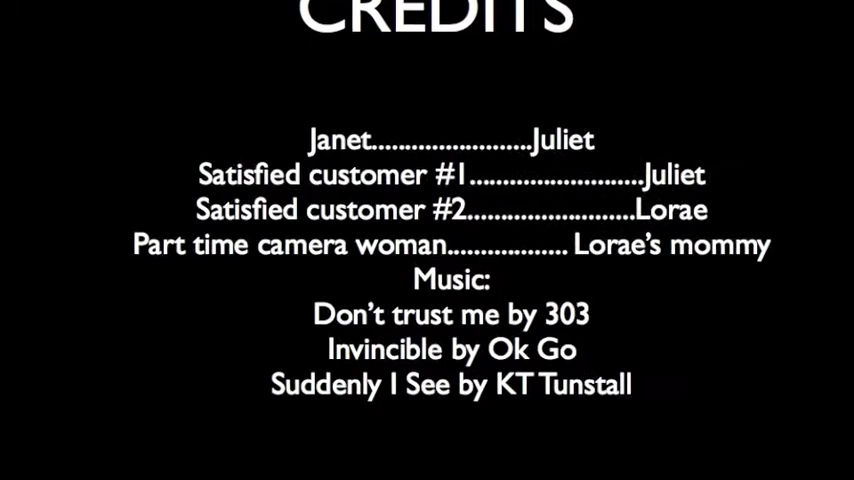 CREDITS
Janet........................Juliet
Satisfied customer #1..........................Juliet
Satisfied customer #2.........................Lorae
Part time camera woman.................. Lorae's mommy
Music:
Don't trust me by 303
Invincible by Ok Go
Suddenly I See by KT Tunstall